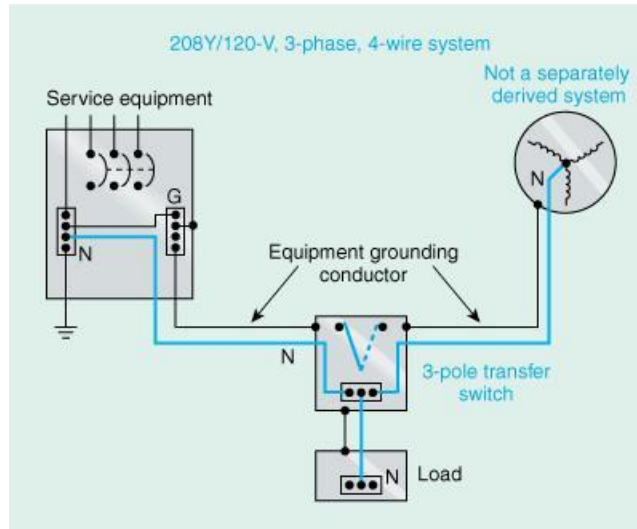 208Y/120-V, 3-phase, 4-wire system
Not a separately
derived system
Service equipment
G
N
N
Equipment grounding
conductor
N
3-pole transfer
switch
N
Load